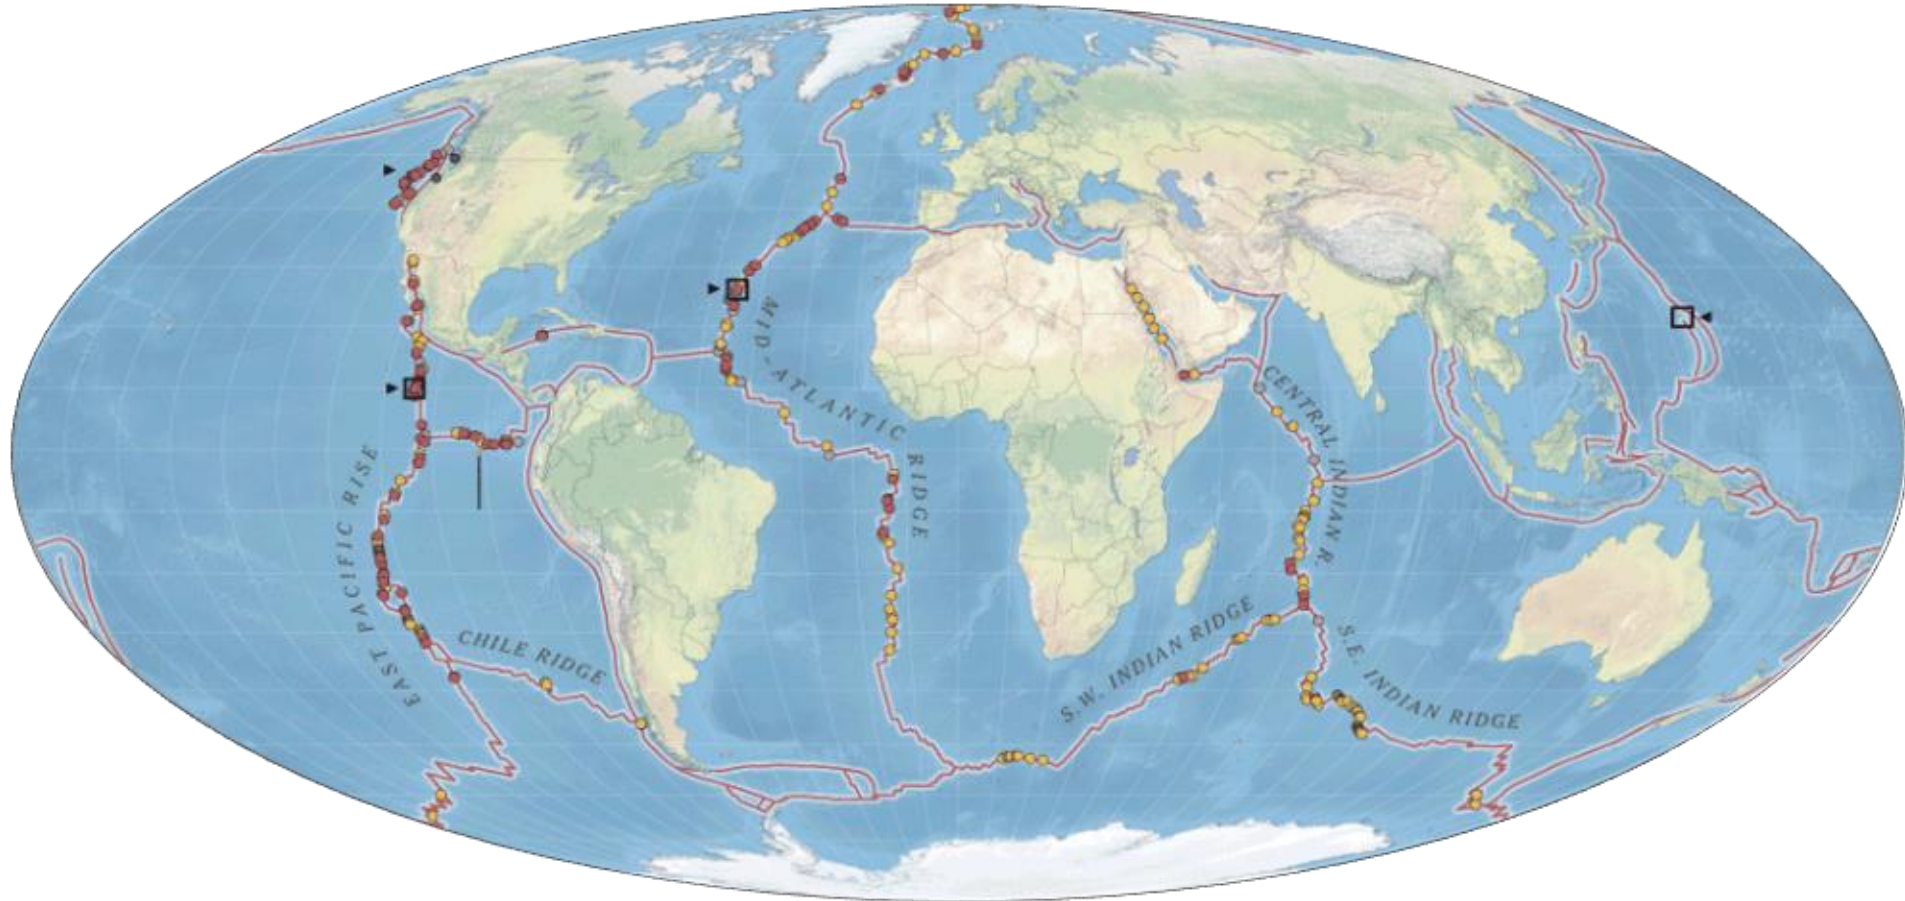 MID-ATLANTIC RIDGE
CENTRAL INDIAN R.
EAST PACIFIC RISE
CHILE RIDGE
S.W. INDIAN RIDGE
S.E. INDIAN RIDGE